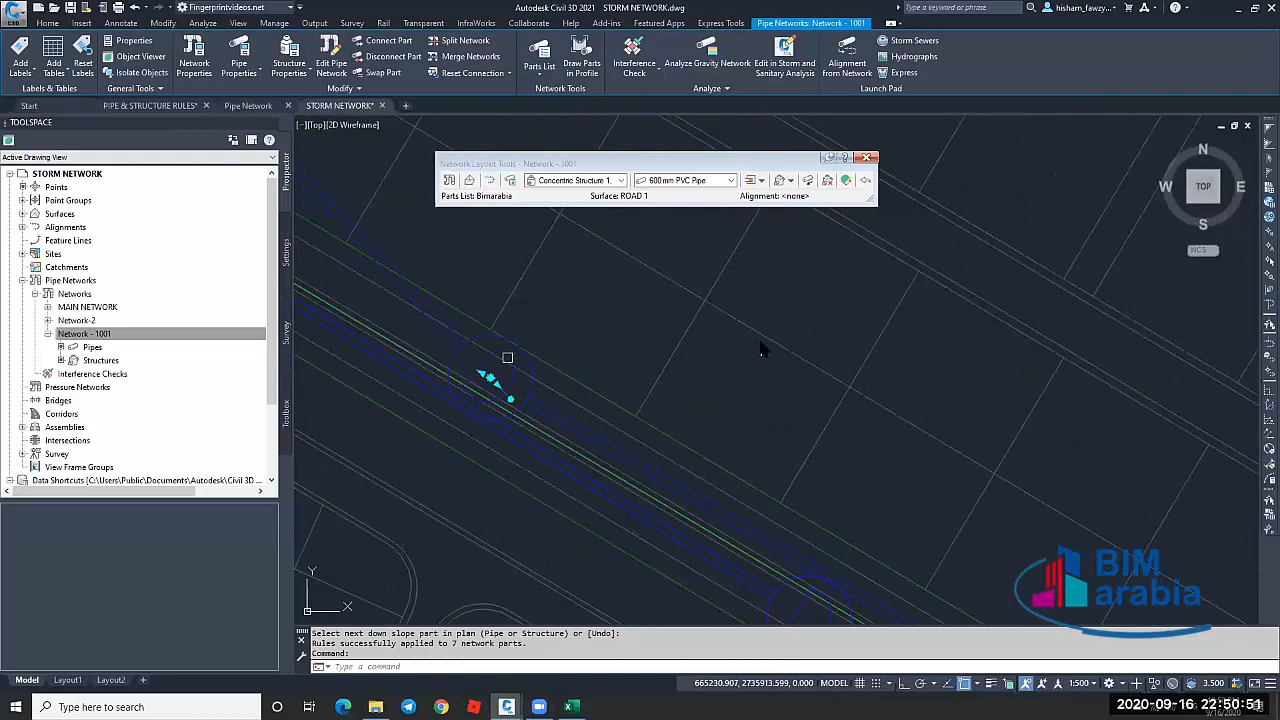 Fingerprintvideos.net
Autodesk Civil 3D 2021 STORM NETWORK.dwg
Type a keyword or phrase
hisham_fawzy...
Home Insert Annotate Modify Analyze View Manage Output Survey Rail Transparent InfraWorks Collaborate Help Add-ins Featured Apps Express Tools Pipe Networks: Network - 1001
Add Labels
Add Tables
Reset Labels
Properties
Object Viewer
Isolate Objects
Network Properties
Pipe Properties
Structure Properties
Edit Pipe Network
Connect Part
Disconnect Part
Swap Part
Split Network
Merge Networks
Reset Connection
Parts List
Draw Parts in Profile
Interference Check
Analyze Gravity Network
Edit in Storm and Sanitary Analysis
Alignment from Network
Storm Sewers
Hydrographs
Express
Labels & Tables General Tools Modify Network Tools Analyze Launch Pad
Start PIPE & STRUCTURE RULES* Pipe Network STORM NETWORK*
TOOLSPACE
[−][Top][2D Wireframe]
Active Drawing View
STORM NETWORK
Points
Point Groups
Surfaces
Alignments
Feature Lines
Sites
Catchments
Pipe Networks
Networks
MAIN NETWORK
Network-2
Network - 1001
Pipes
Structures
Interference Checks
Pressure Networks
Bridges
Corridors
Assemblies
Intersections
Survey
View Frame Groups
Data Shortcuts [C:\Users\Public\Documents\Autodesk\Civil 3D ...
Prospector
Settings
Survey
Toolbox
Network Layout Tools - Network - 1001
Concentric Structure 1, 600 mm PVC Pipe
Parts List: Bimarabia Surface: ROAD 1 Alignment: <none>
N
W TOP E
S
WCS
Y
X
BIM
arabia
Select next down slope part in plan (Pipe or Structure) or [Undo]:
Rules successfully applied to 7 network parts.
Command:
Type a command
Model Layout1 Layout2 +
665230.907, 2735913.599, 0.000 MODEL
1:500
3.500
Type here to search
2020-09-16 22:50:51